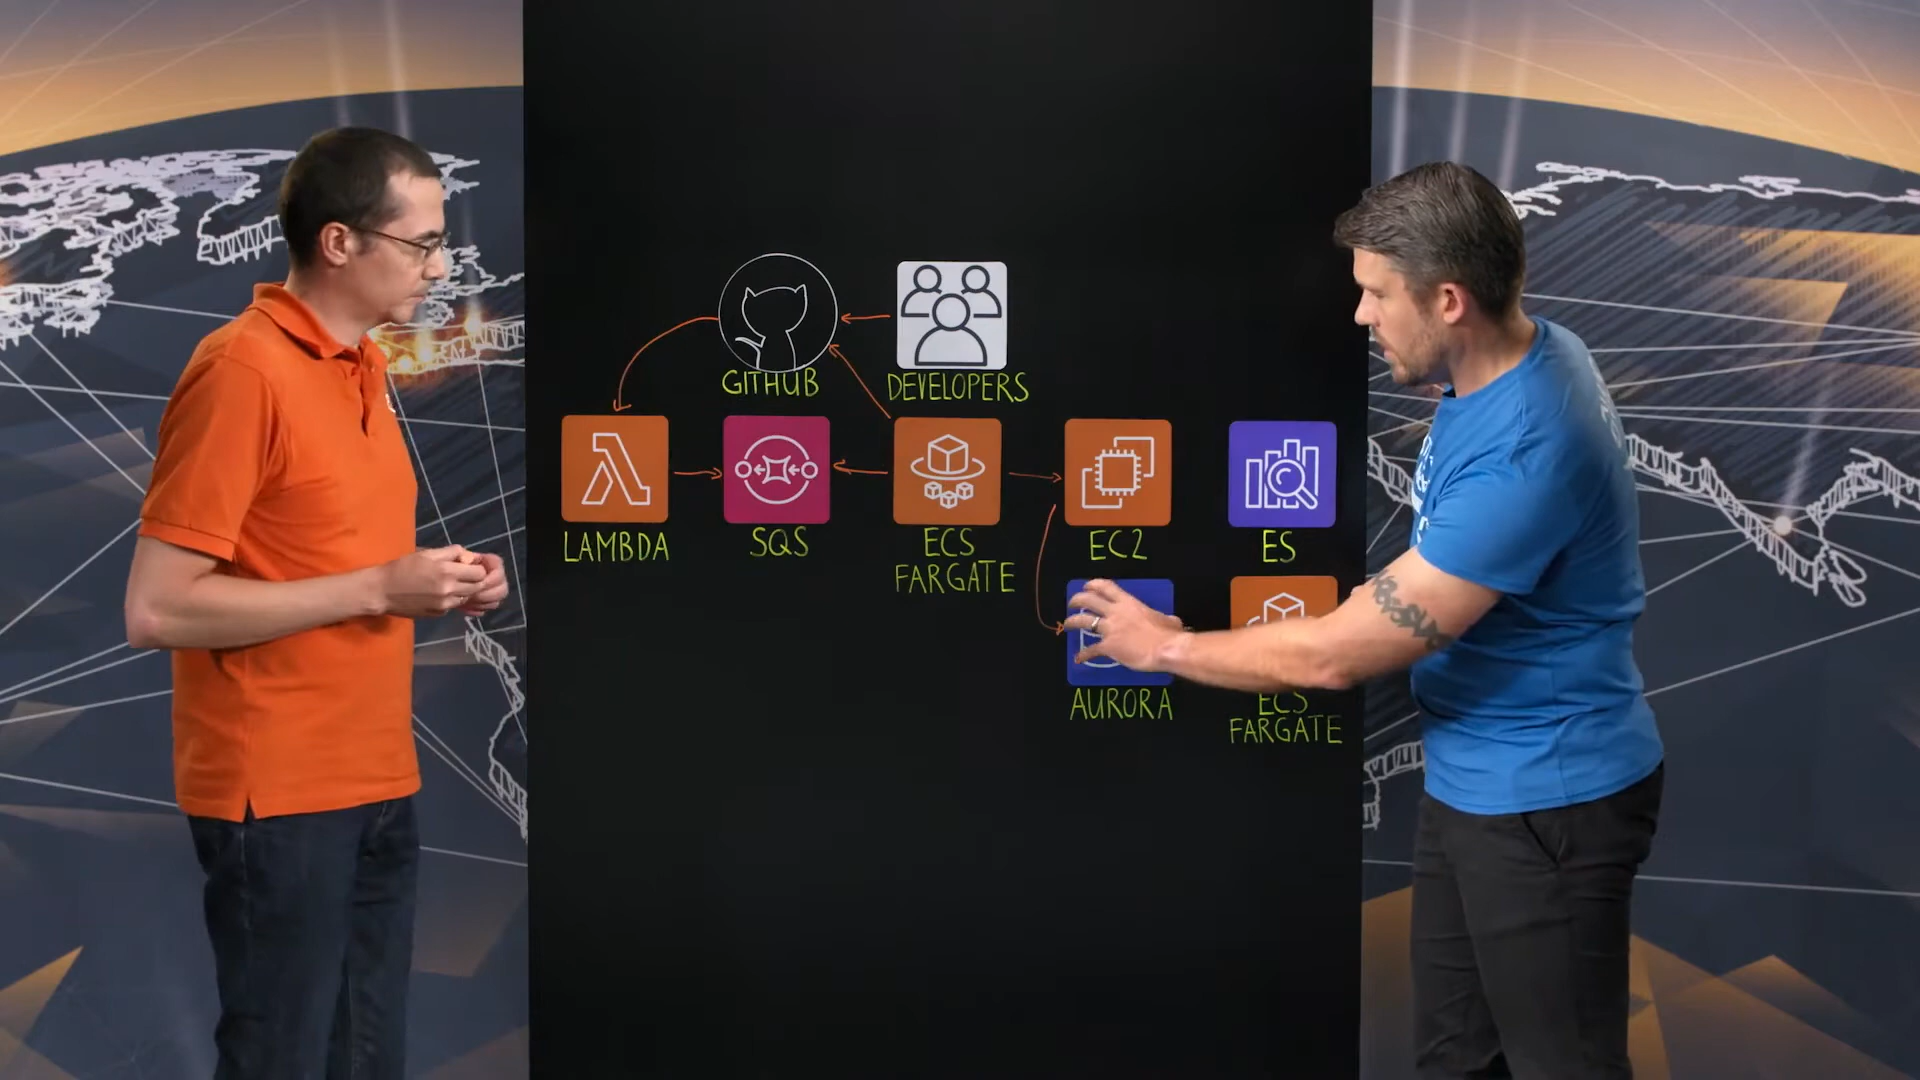 GITHUB
DEVELOPERS
LAMBDA
SQS
ECS
FARGATE
EC2
ES
AURORA
ECS
FARGATE